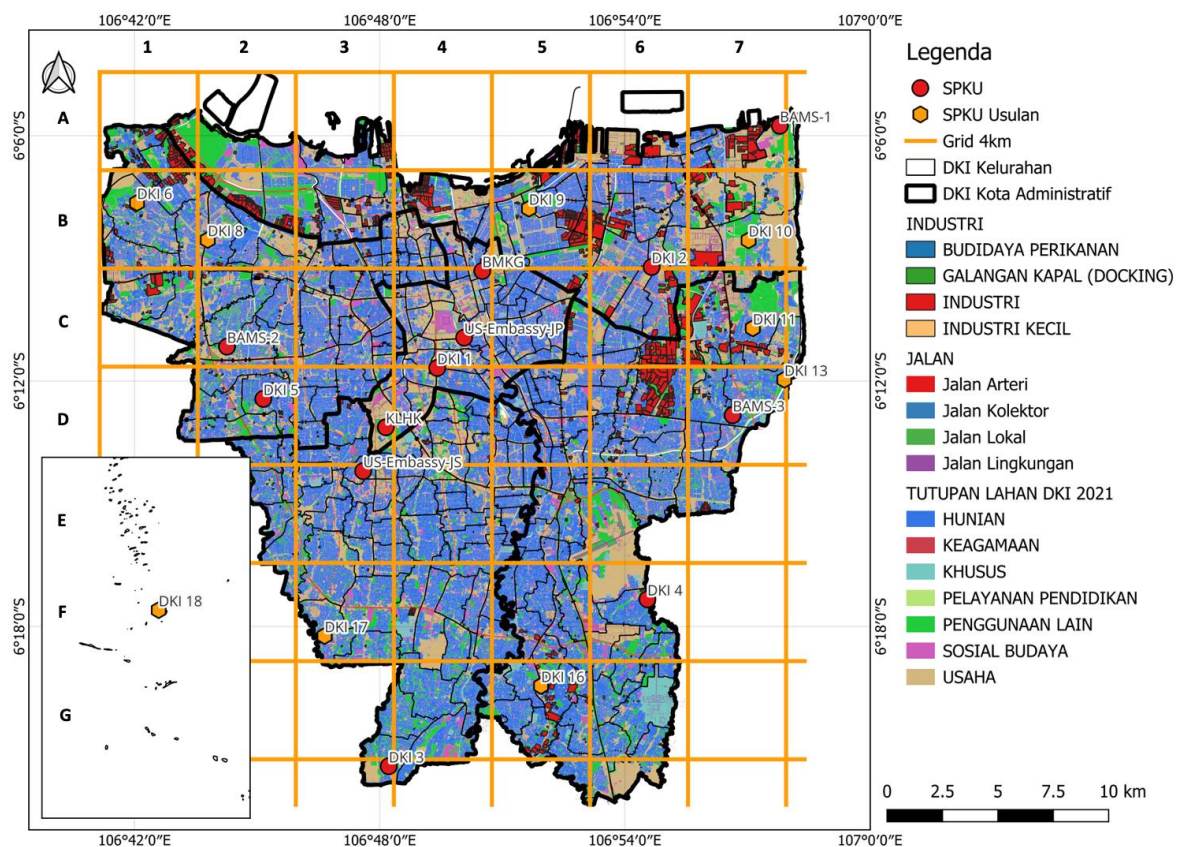 106°42'0"E
106°48'0"E
106°54'0"E
107°0'0"E
1
2
3
4
5
6
7
A
B
C
D
E
F
G
6°6'0"S
6°12'0"S
6°18'0"S
6°6'0"S
6°12'0"S
6°18'0"S
BAMS-1
DKI 6
DKI 9
DKI 8
DKI 10
BMKG
DKI 2
BAMS-2
US-Embassy-JP
DKI 11
DKI 1
DKI 13
DKI 5
BAMS-3
KLHK
US-Embassy-JS
DKI 18
DKI 4
DKI 17
DKI 16
DKI 3
106°42'0"E
106°48'0"E
106°54'0"E
107°0'0"E
Legenda
SPKU
SPKU Usulan
Grid 4km
DKI Kelurahan
DKI Kota Administratif
INDUSTRI
BUDIDAYA PERIKANAN
GALANGAN KAPAL (DOCKING)
INDUSTRI
INDUSTRI KECIL
JALAN
Jalan Arteri
Jalan Kolektor
Jalan Lokal
Jalan Lingkungan
TUTUPAN LAHAN DKI 2021
HUNIAN
KEAGAMAAN
KHUSUS
PELAYANAN PENDIDIKAN
PENGGUNAAN LAIN
SOSIAL BUDAYA
USAHA
0 2.5 5 7.5 10 km